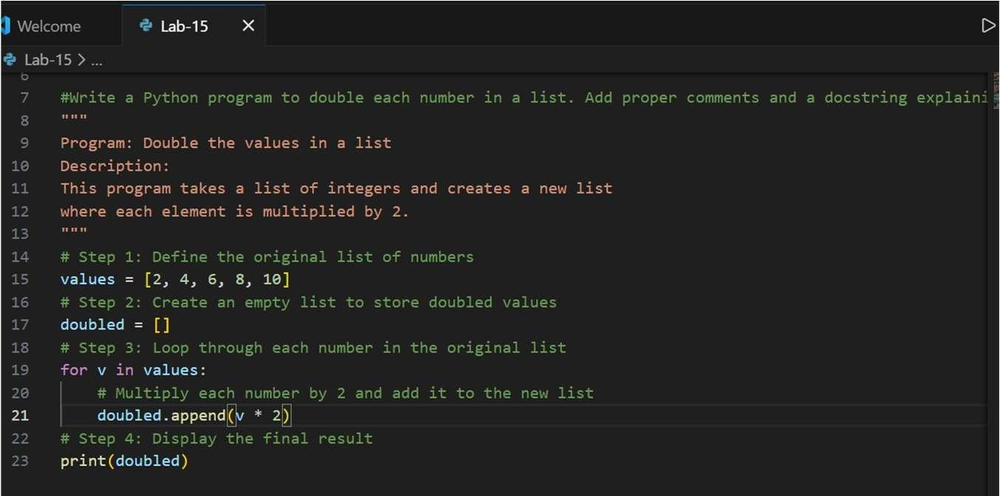 Welcome
Lab-15
Lab-15 > ...
6
7 #Write a Python program to double each number in a list. Add proper comments and a docstring explaini
8 """
9 Program: Double the values in a list
10 Description:
11 This program takes a list of integers and creates a new list
12 where each element is multiplied by 2.
13 """
14 # Step 1: Define the original list of numbers
15 values = [2, 4, 6, 8, 10]
16 # Step 2: Create an empty list to store doubled values
17 doubled = []
18 # Step 3: Loop through each number in the original list
19 for v in values:
20     # Multiply each number by 2 and add it to the new list
21     doubled.append(v * 2)
22 # Step 4: Display the final result
23 print(doubled)